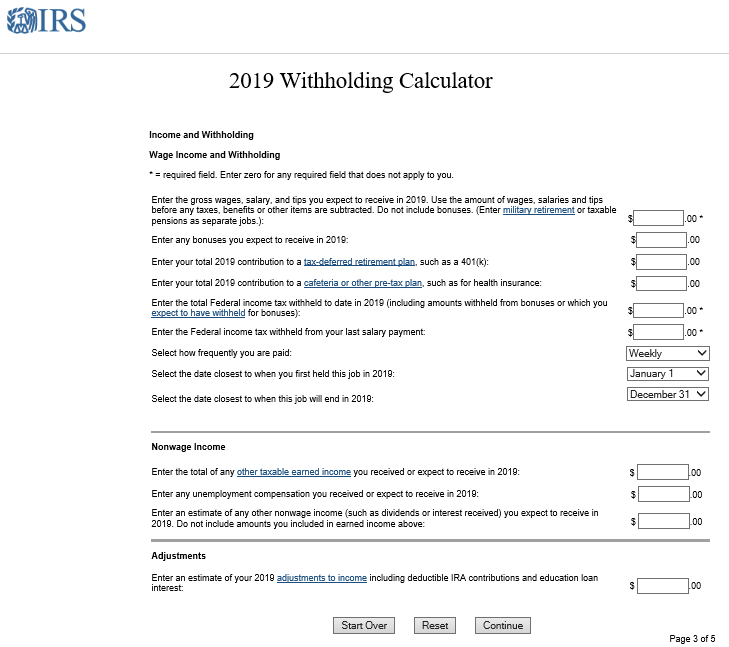 IRS
2019 Withholding Calculator
Income and Withholding
Wage Income and Withholding
* = required field. Enter zero for any required field that does not apply to you.
Enter the gross wages, salary, and tips you expect to receive in 2019. Use the amount of wages, salaries and tips
before any taxes, benefits or other items are subtracted. Do not include bonuses. (Enter military retirement or taxable
pensions as separate jobs.): $ .00 *
Enter any bonuses you expect to receive in 2019: $ .00
Enter your total 2019 contribution to a tax-deferred retirement plan, such as a 401(k): $ .00
Enter your total 2019 contribution to a cafeteria or other pre-tax plan, such as for health insurance: $ .00
Enter the total Federal income tax withheld to date in 2019 (including amounts withheld from bonuses or which you
expect to have withheld for bonuses): $ .00 *
Enter the Federal income tax withheld from your last salary payment: $ .00 *
Select how frequently you are paid: Weekly
Select the date closest to when you first held this job in 2019: January 1
Select the date closest to when this job will end in 2019: December 31
Nonwage Income
Enter the total of any other taxable earned income you received or expect to receive in 2019: $ .00
Enter any unemployment compensation you received or expect to receive in 2019: $ .00
Enter an estimate of any other nonwage income (such as dividends or interest received) you expect to receive in
2019. Do not include amounts you included in earned income above: $ .00
Adjustments
Enter an estimate of your 2019 adjustments to income including deductible IRA contributions and education loan
interest: $ .00
Start Over Reset Continue
Page 3 of 5